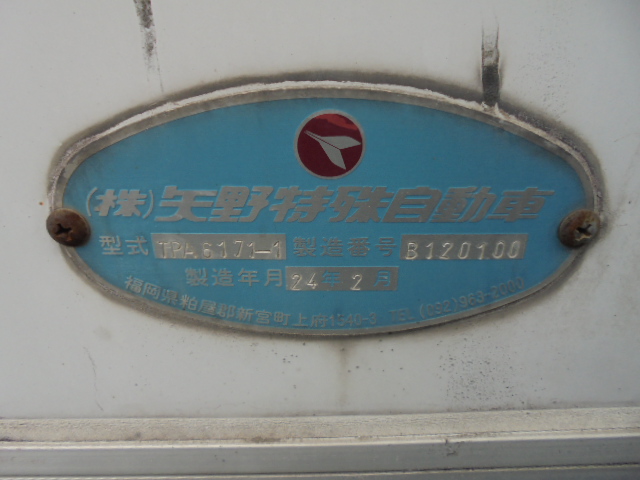 (株)矢野特殊自動車
型式 TPA6171-1 製造番号 B120100
製造年月 24年2月
福岡県粕屋郡新宮町上府1340-3 TEL(092)963-2000